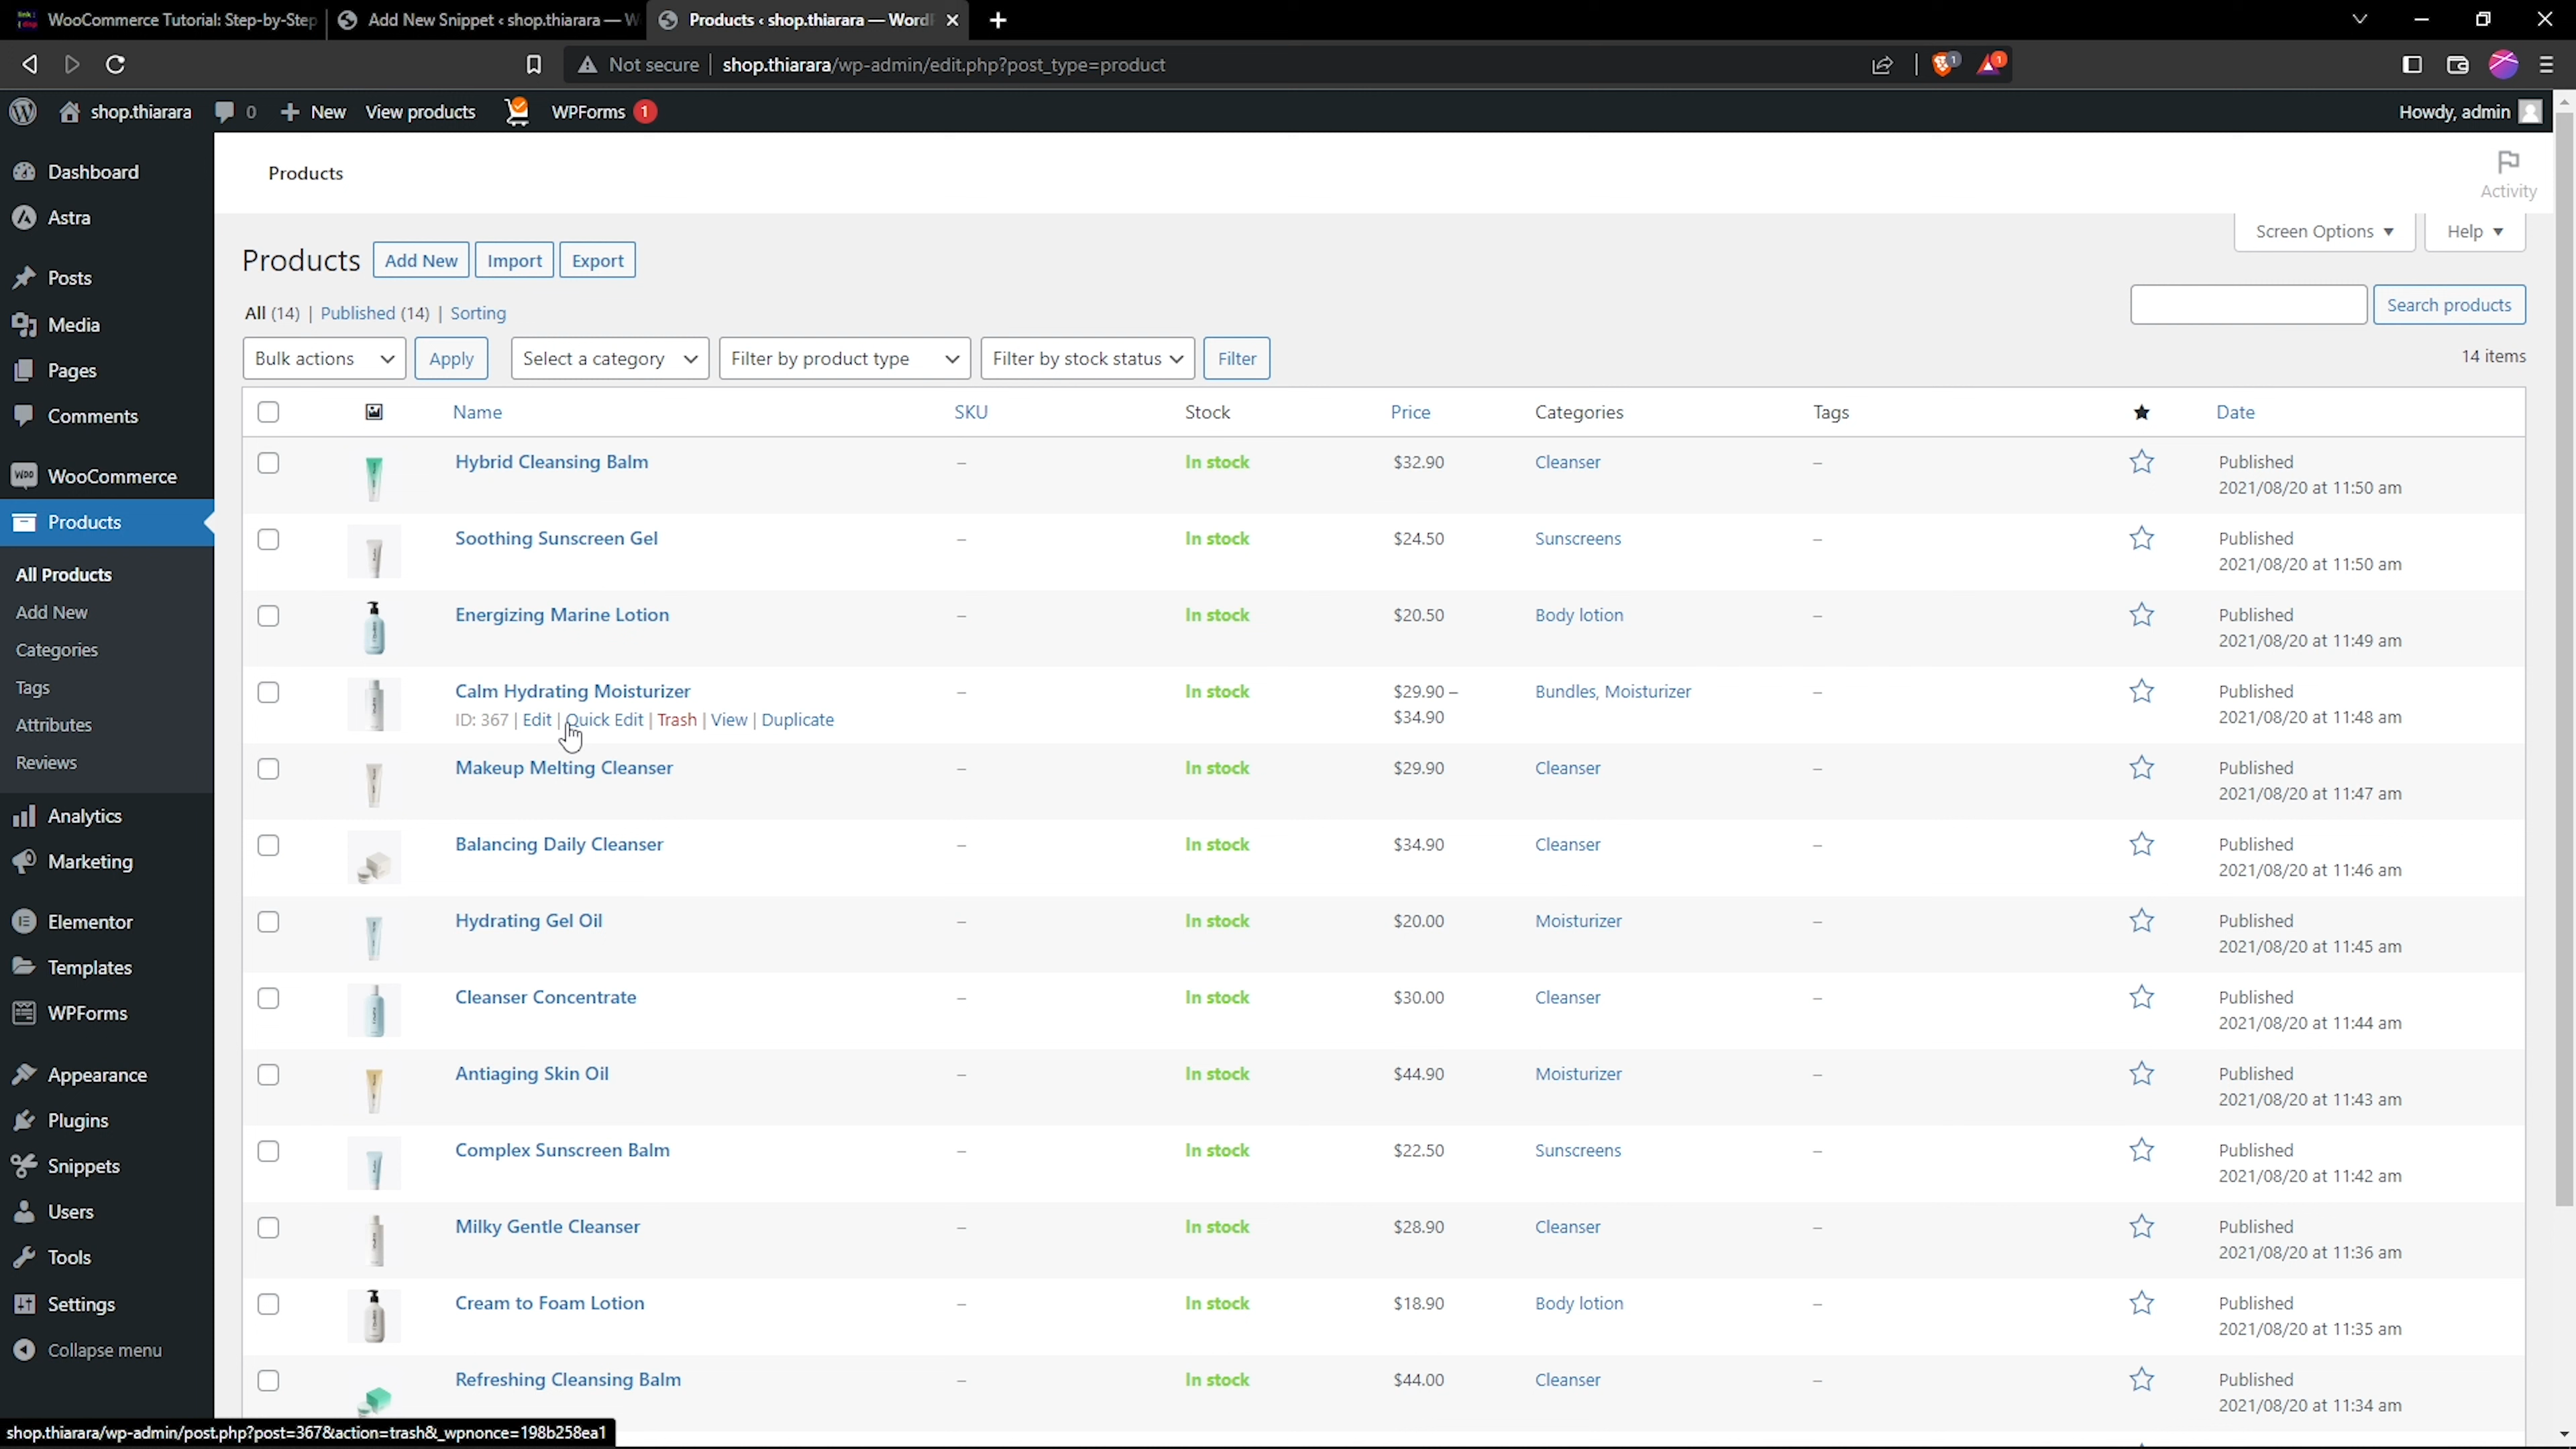 WooCommerce Tutorial: Step-by-Step
Add New Snippet ‹ shop.thiarara — W
Products ‹ shop.thiarara — Word
Not secure
shop.thiarara/wp-admin/edit.php?post_type=product
1
1
shop.thiarara
0
New
View products
WPForms 1
Howdy, admin
Dashboard
Astra
Posts
Media
Pages
Comments
WooCommerce
Products
All Products
Add New
Categories
Tags
Attributes
Reviews
Analytics
Marketing
Elementor
Templates
WPForms
Appearance
Plugins
Snippets
Users
Tools
Settings
Collapse menu
Products
Activity
Screen Options
Help
Products Add New Import Export
All (14) | Published (14) | Sorting
Search products
Bulk actions Apply Select a category Filter by product type Filter by stock status Filter
14 items
Name SKU Stock Price Categories Tags Date
Hybrid Cleansing Balm – In stock $32.90 Cleanser – Published
2021/08/20 at 11:50 am
Soothing Sunscreen Gel – In stock $24.50 Sunscreens – Published
2021/08/20 at 11:50 am
Energizing Marine Lotion – In stock $20.50 Body lotion – Published
2021/08/20 at 11:49 am
Calm Hydrating Moisturizer – In stock $29.90 – Bundles, Moisturizer – Published
ID: 367 | Edit | Quick Edit | Trash | View | Duplicate $34.90 2021/08/20 at 11:48 am
Makeup Melting Cleanser – In stock $29.90 Cleanser – Published
2021/08/20 at 11:47 am
Balancing Daily Cleanser – In stock $34.90 Cleanser – Published
2021/08/20 at 11:46 am
Hydrating Gel Oil – In stock $20.00 Moisturizer – Published
2021/08/20 at 11:45 am
Cleanser Concentrate – In stock $30.00 Cleanser – Published
2021/08/20 at 11:44 am
Antiaging Skin Oil – In stock $44.90 Moisturizer – Published
2021/08/20 at 11:43 am
Complex Sunscreen Balm – In stock $22.50 Sunscreens – Published
2021/08/20 at 11:42 am
Milky Gentle Cleanser – In stock $28.90 Cleanser – Published
2021/08/20 at 11:36 am
Cream to Foam Lotion – In stock $18.90 Body lotion – Published
2021/08/20 at 11:35 am
Refreshing Cleansing Balm – In stock $44.00 Cleanser – Published
2021/08/20 at 11:34 am
shop.thiarara/wp-admin/post.php?post=367&action=trash&_wpnonce=198b258ea1